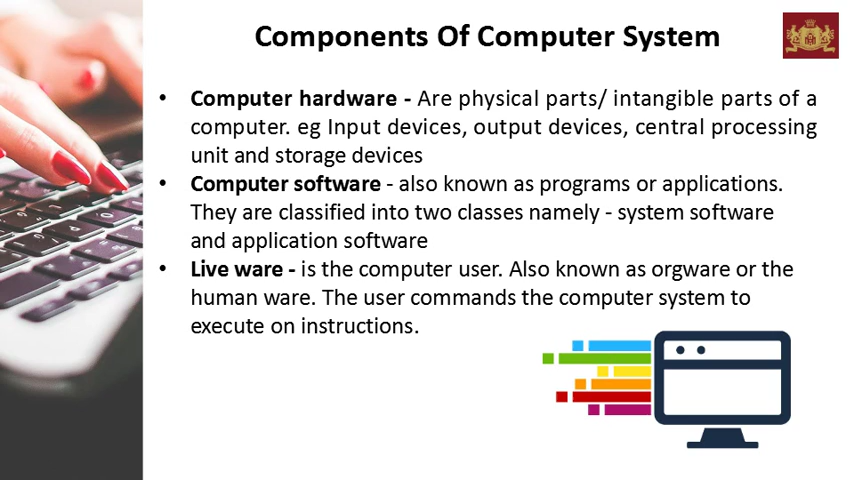 Components Of Computer System
• Computer hardware - Are physical parts/ intangible parts of a
computer. eg Input devices, output devices, central processing
unit and storage devices
• Computer software - also known as programs or applications.
They are classified into two classes namely - system software
and application software
• Live ware - is the computer user. Also known as orgware or the
human ware. The user commands the computer system to
execute on instructions.